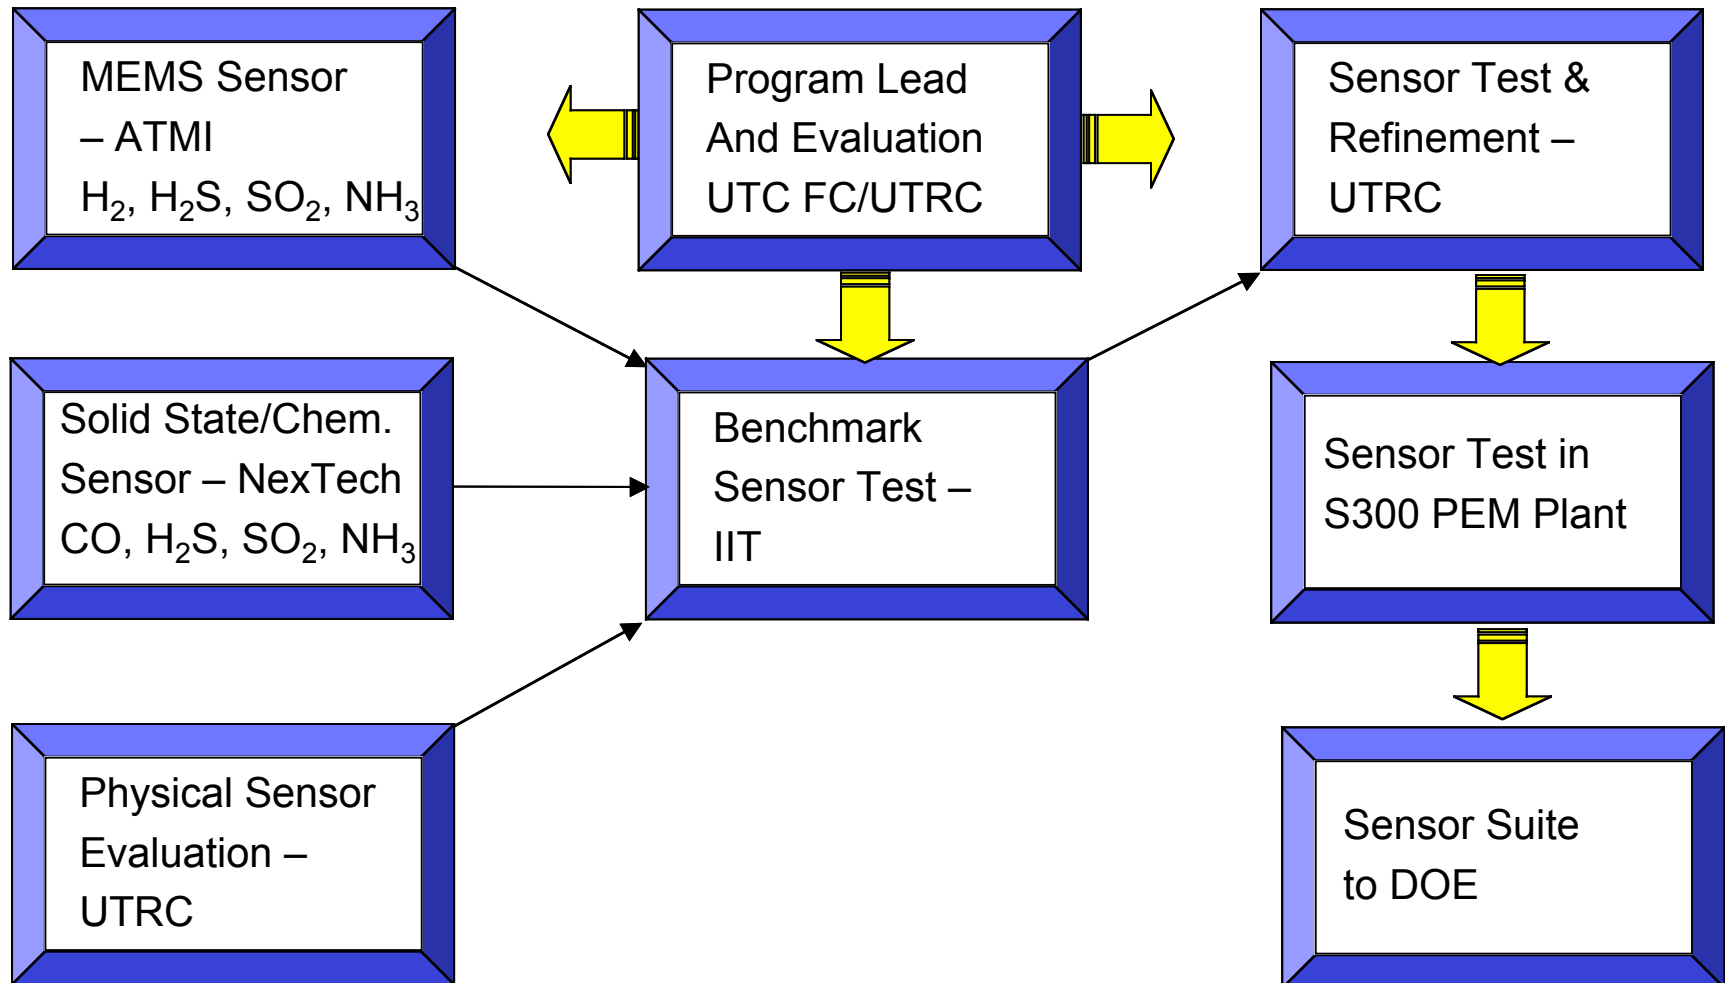 MEMS Sensor
– ATMI
H₂, H₂S, SO₂, NH₃
Program Lead
And Evaluation
UTC FC/UTRC
Sensor Test &
Refinement –
UTRC
Solid State/Chem.
Sensor – NexTech
CO, H₂S, SO₂, NH₃
Benchmark
Sensor Test –
IIT
Sensor Test in
S300 PEM Plant
Physical Sensor
Evaluation –
UTRC
Sensor Suite
to DOE